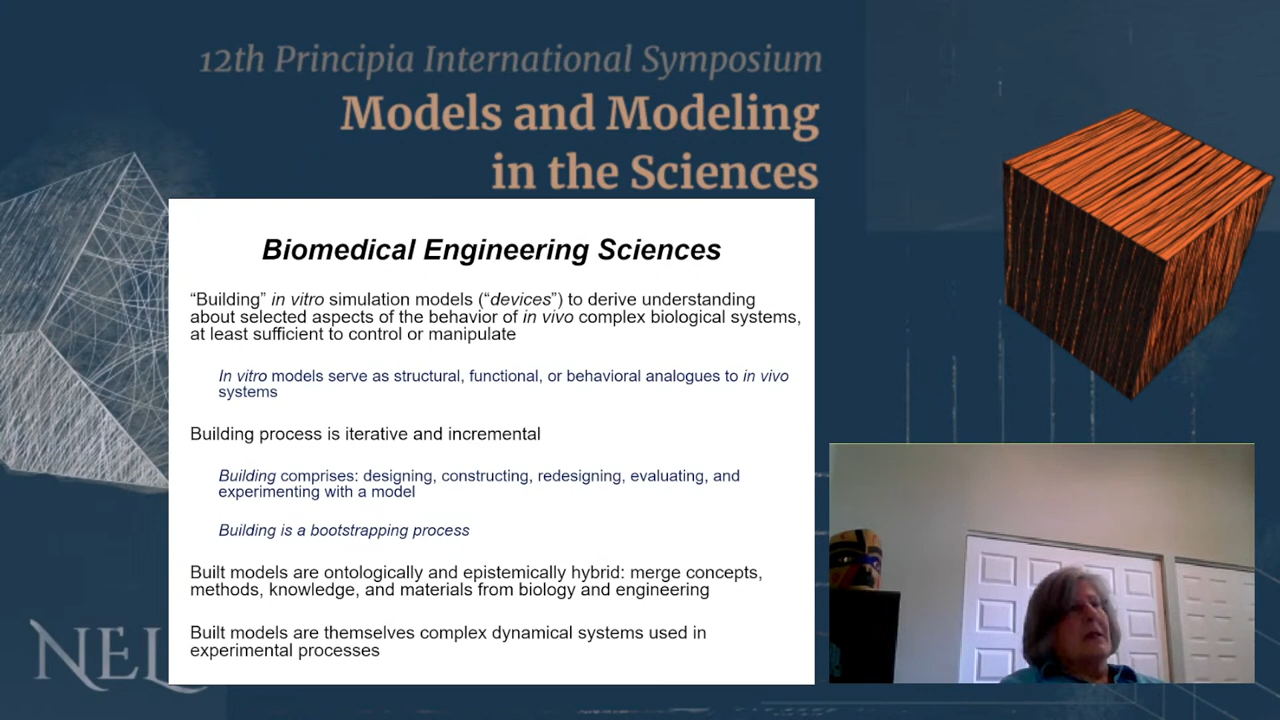 12th Principia International Symposium
Models and Modeling
in the Sciences
Biomedical Engineering Sciences
“Building” in vitro simulation models (“devices”) to derive understanding
about selected aspects of the behavior of in vivo complex biological systems,
at least sufficient to control or manipulate
In vitro models serve as structural, functional, or behavioral analogues to in vivo
systems
Building process is iterative and incremental
Building comprises: designing, constructing, redesigning, evaluating, and
experimenting with a model
Building is a bootstrapping process
Built models are ontologically and epistemically hybrid: merge concepts,
methods, knowledge, and materials from biology and engineering
Built models are themselves complex dynamical systems used in
experimental processes